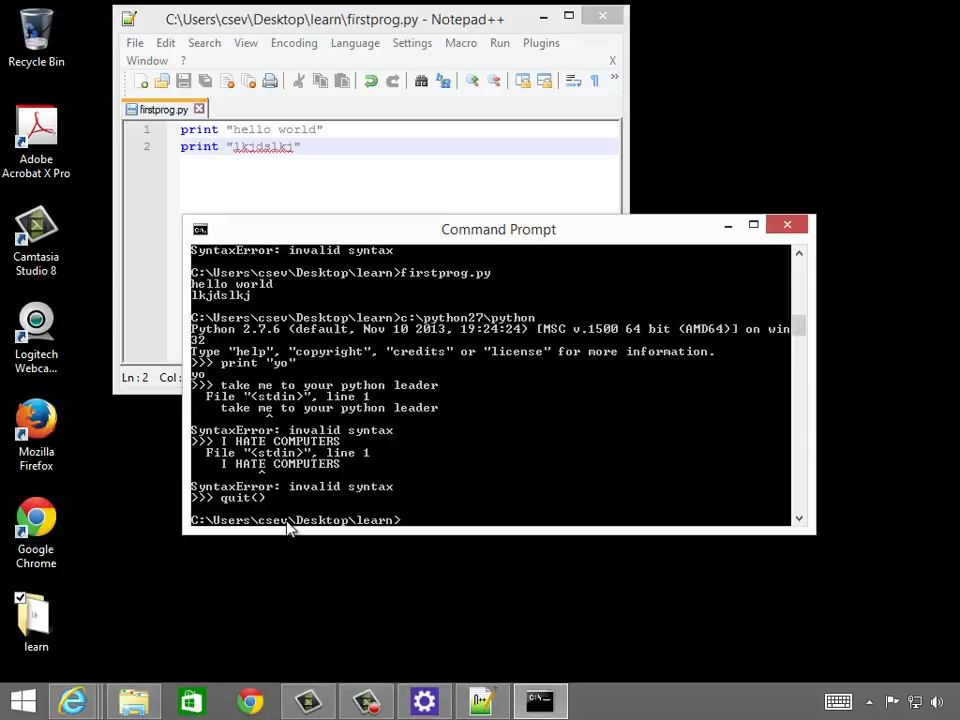 Recycle Bin
Adobe
Acrobat X Pro
Camtasia
Studio 8
Logitech
Webca...
Mozilla
Firefox
Google
Chrome
learn
C:\Users\csev\Desktop\learn\firstprog.py - Notepad++
File Edit Search View Encoding Language Settings Macro Run Plugins
Window ? X
firstprog.py
1 print "hello world"
2 print "lkjdslkj"
Ln:2 Col:
Command Prompt
SyntaxError: invalid syntax
C:\Users\csev\Desktop\learn>firstprog.py
hello world
lkjdslkj
C:\Users\csev\Desktop\learn>c:\python27\python
Python 2.7.6 (default, Nov 10 2013, 19:24:24) [MSC v.1500 64 bit (AMD64)] on win
32
Type "help", "copyright", "credits" or "license" for more information.
>>> print "yo"
yo
>>> take me to your python leader
File "<stdin>", line 1
take me to your python leader
^
SyntaxError: invalid syntax
>>> I HATE COMPUTERS
File "<stdin>", line 1
I HATE COMPUTERS
^
SyntaxError: invalid syntax
>>> quit()
C:\Users\csev\Desktop\learn>